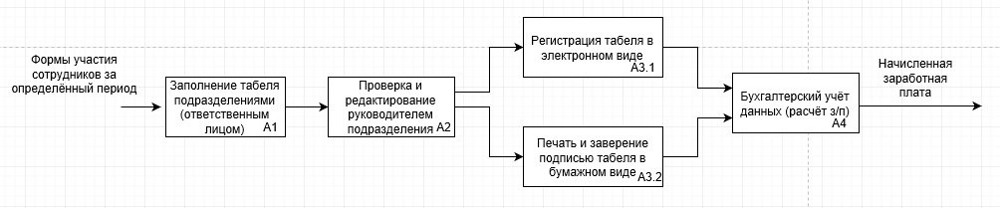 Формы участия
сотрудников за
определённый период
Заполнение табеля
подразделениями
(ответственным
лицом)
A1
Проверка и
редактирование
руководителем
подразделения
A2
Регистрация табеля в
электронном виде
A3.1
Печать и заверение
подписью табеля в
бумажном виде
A3.2
Бухгалтерский учёт
данных (расчёт з/п)
A4
Начисленная
заработная
плата